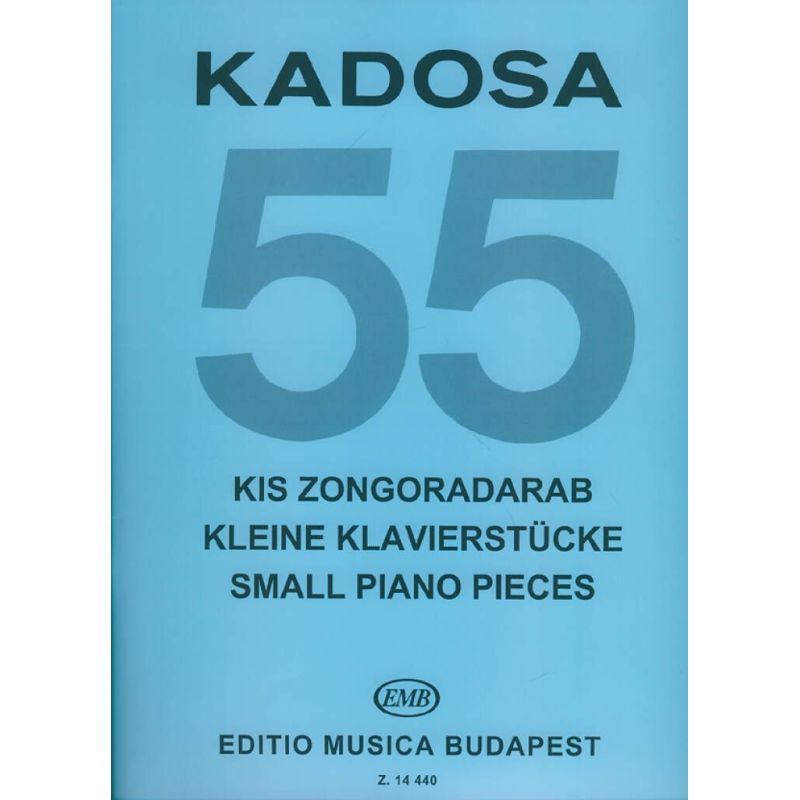 KADOSA
55
KIS ZONGORADARAB
KLEINE KLAVIERSTÜCKE
SMALL PIANO PIECES
EMB
EDITIO MUSICA BUDAPEST
Z. 14 440